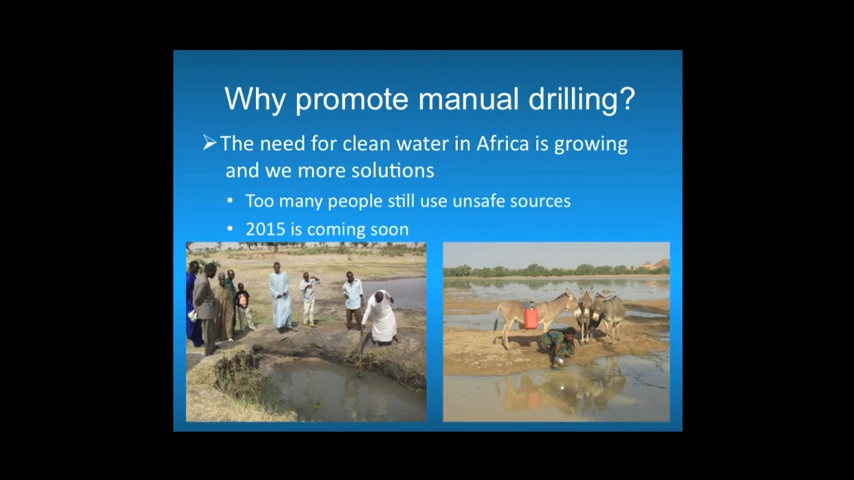 Why promote manual drilling?
➢The need for clean water in Africa is growing
and we more solutions
• Too many people still use unsafe sources
• 2015 is coming soon